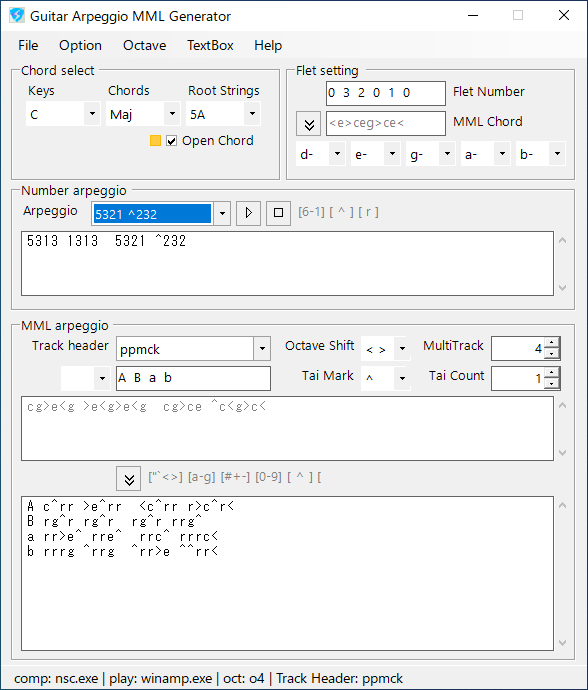 Guitar Arpeggio MML Generator
File Option Octave TextBox Help
Chord select
Keys Chords Root Strings
C Maj 5A
Open Chord
Flet setting
0 3 2 0 1 0 Flet Number
<e>ceg>ce< MML Chord
d- e- g- a- b-
Number arpeggio
Arpeggio 5321 ^232 [6-1] [ ^ ] [ r ]
5313 1313  5321 ^232
MML arpeggio
Track header ppmck Octave Shift < > MultiTrack 4
A B a b Tai Mark ^ Tai Count 1
cg>e<g >e<g>e<g  cg>ce ^c<g>c<
["`<>] [a-g] [#+-] [0-9] [ ^ ] [
A c^rr >e^rr  <c^rr r>c^r<
B rg^r rg^r  rg^r rrg^
a rr>e^ rre^  rrc^ rrrc<
b rrrg ^rrg  ^rr>e ^^rr<
comp: nsc.exe | play: winamp.exe | oct: o4 | Track Header: ppmck